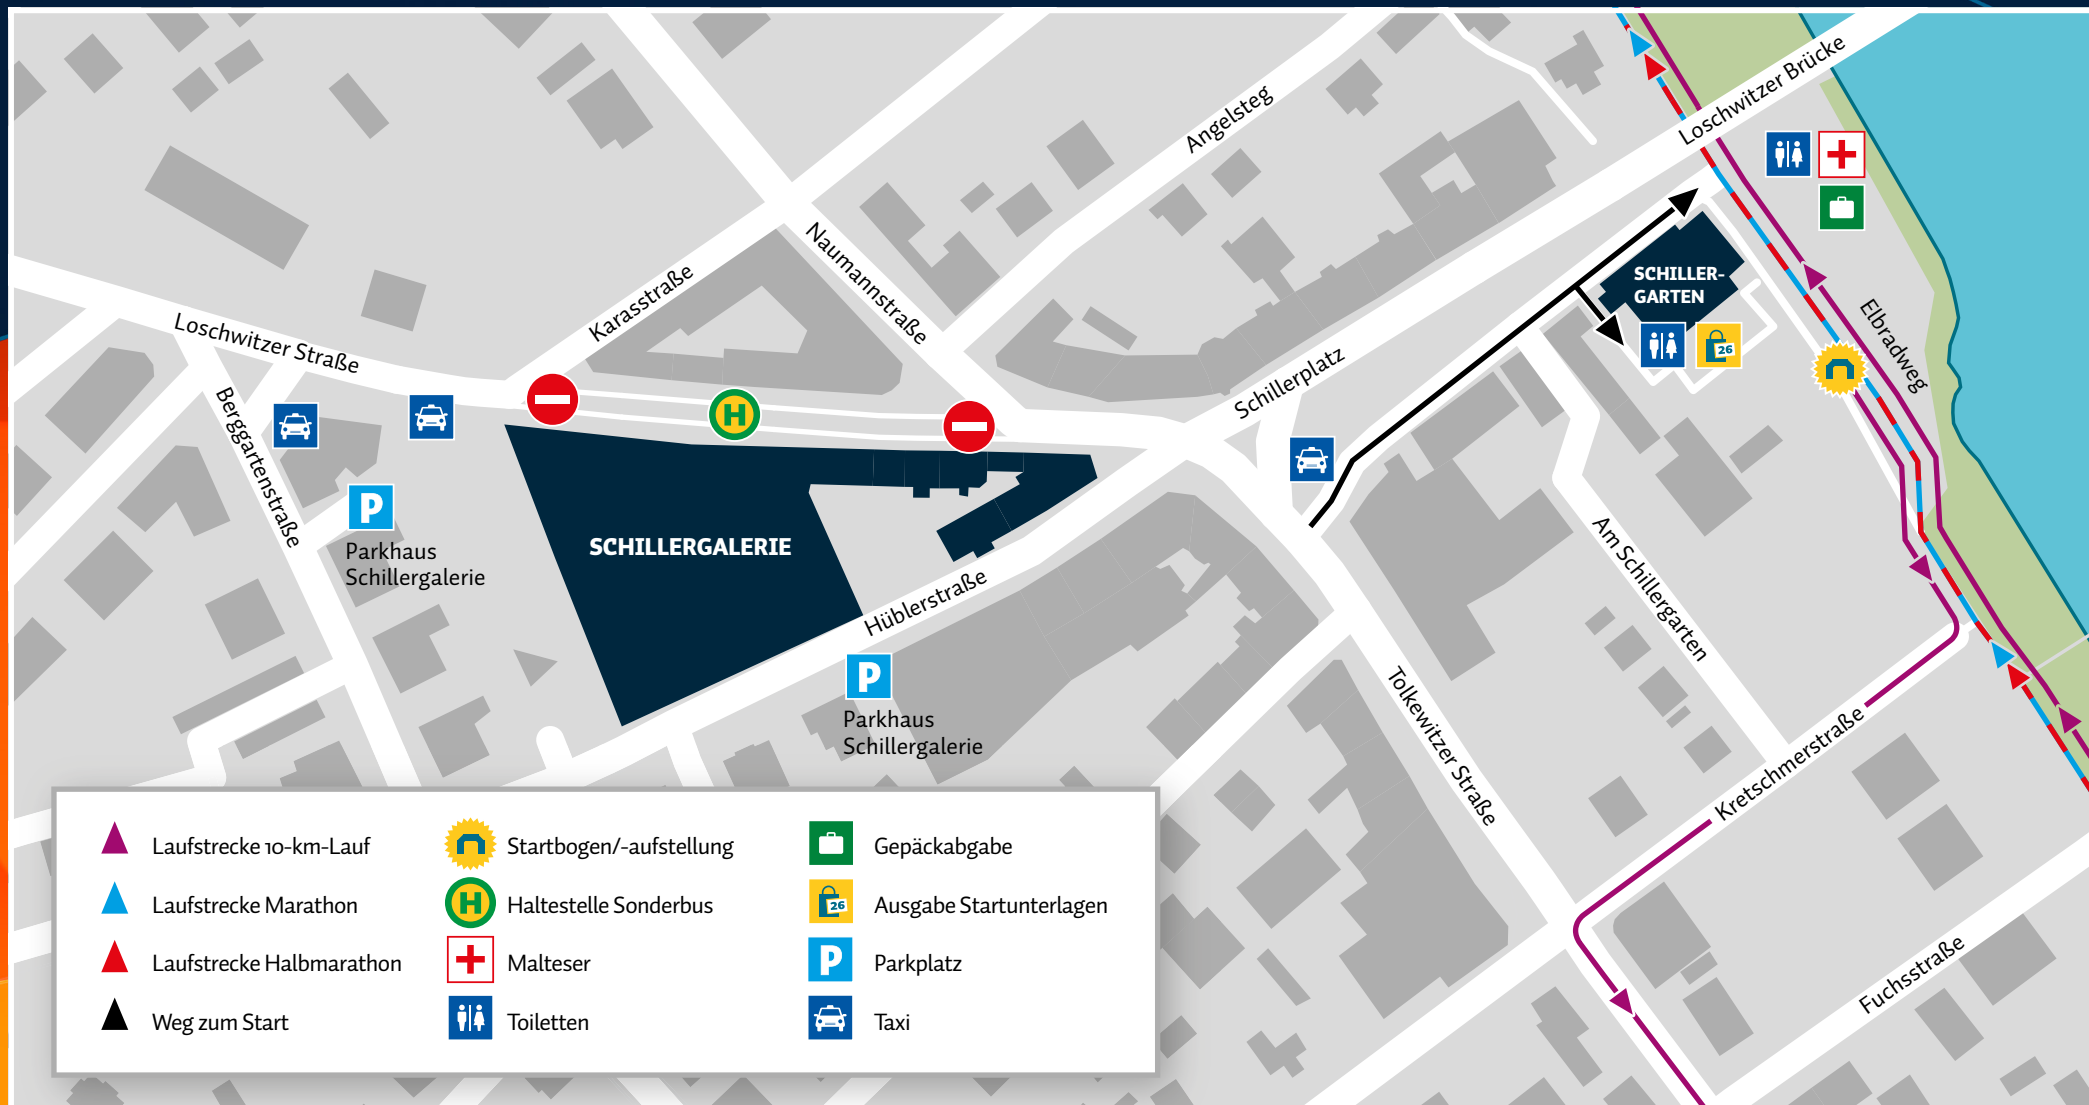 Loschwitzer Brücke
Angelsteg
Naumannstraße
Karasstraße
Loschwitzer Straße
SCHILLER-
GARTEN
Elbradweg
26
H
Schillerplatz
Berggartenstraße
P
Parkhaus
Schillergalerie
SCHILLERGALERIE
Hüblerstraße
Am Schillergarten
P
Parkhaus
Schillergalerie
Tolkewitzer Straße
Kretschmerstraße
Fuchsstraße
Laufstrecke 10-km-Lauf
Laufstrecke Marathon
Laufstrecke Halbmarathon
Weg zum Start
Startbogen/-aufstellung
H Haltestelle Sonderbus
Malteser
Toiletten
Gepäckabgabe
26 Ausgabe Startunterlagen
P Parkplatz
Taxi